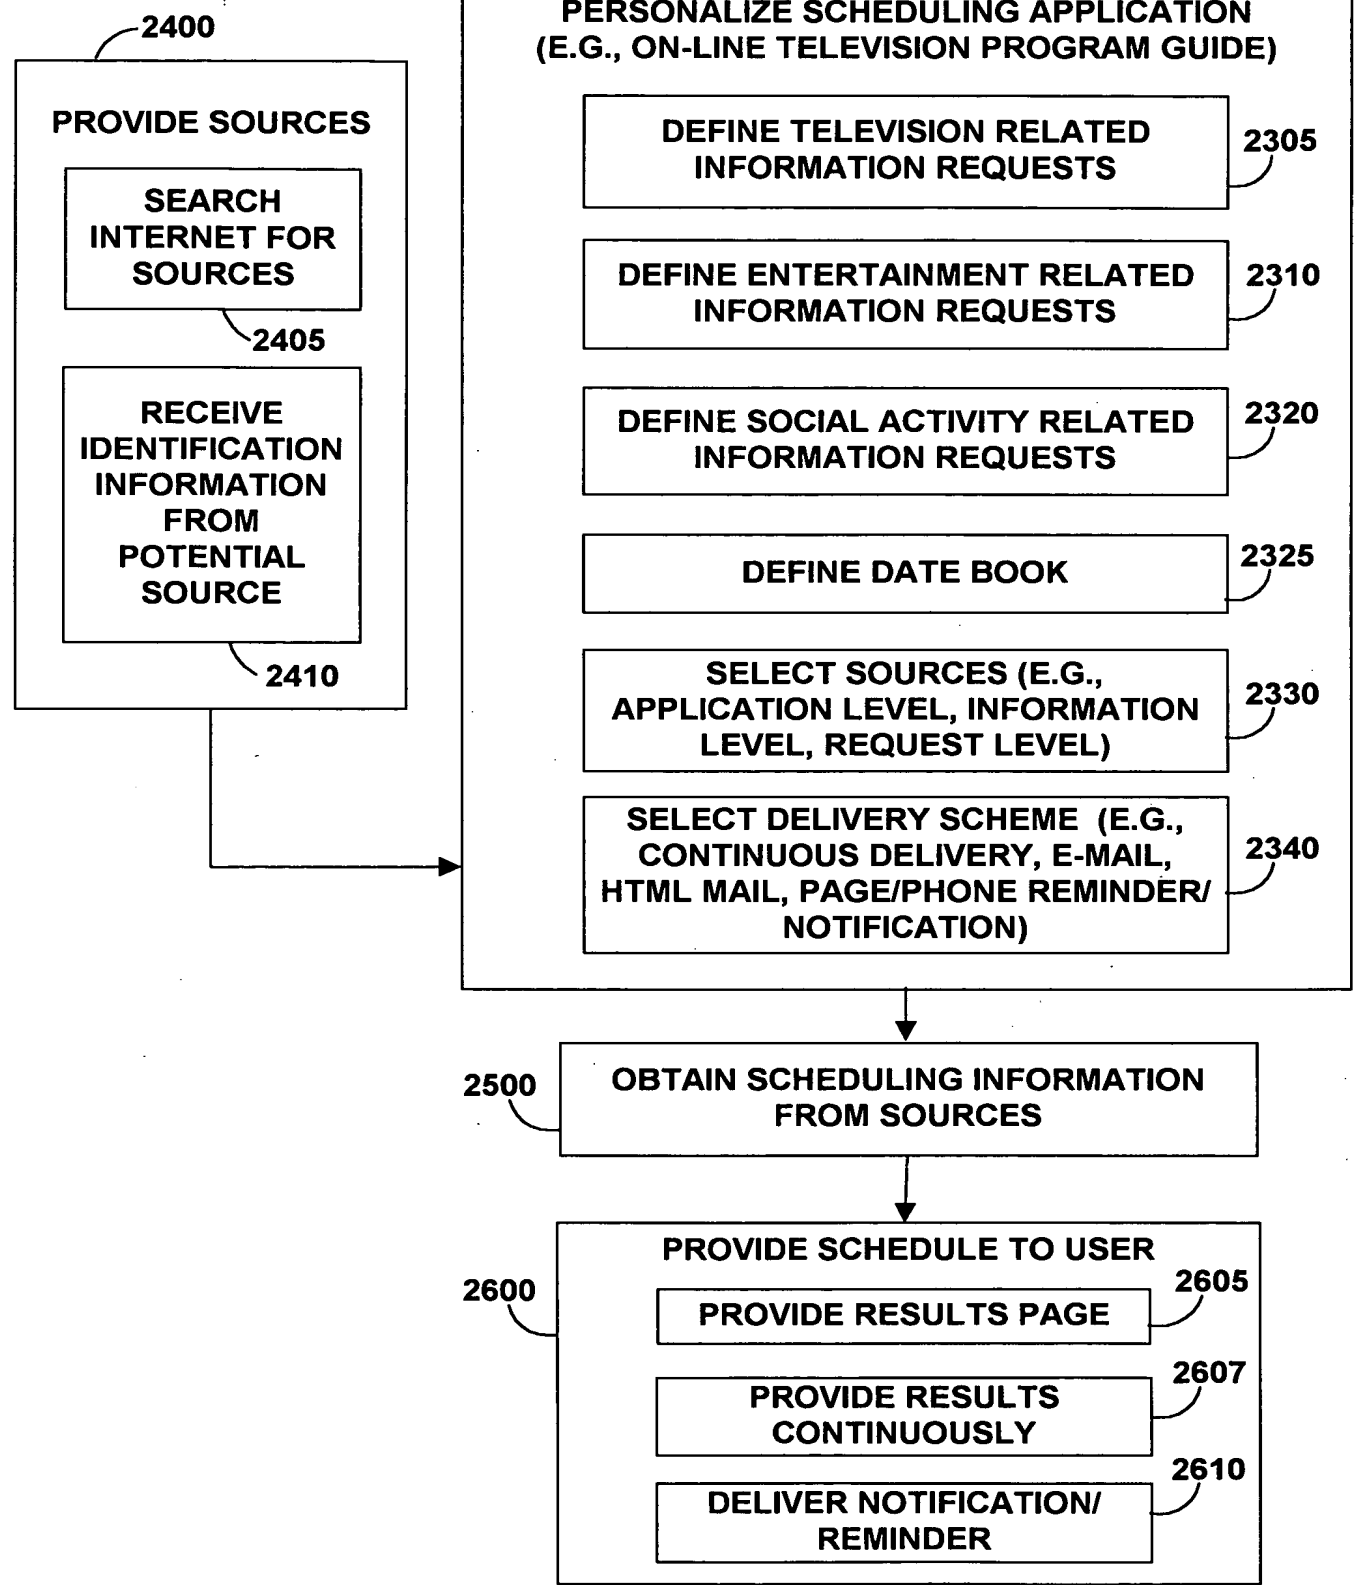 2400
PROVIDE SOURCES
SEARCH
INTERNET FOR
SOURCES
2405
RECEIVE
IDENTIFICATION
INFORMATION
FROM
POTENTIAL
SOURCE
2410
PERSONALIZE SCHEDULING APPLICATION
(E.G., ON-LINE TELEVISION PROGRAM GUIDE)
DEFINE TELEVISION RELATED
INFORMATION REQUESTS
2305
DEFINE ENTERTAINMENT RELATED
INFORMATION REQUESTS
2310
DEFINE SOCIAL ACTIVITY RELATED
INFORMATION REQUESTS
2320
DEFINE DATE BOOK
2325
SELECT SOURCES (E.G.,
APPLICATION LEVEL, INFORMATION
LEVEL, REQUEST LEVEL)
2330
SELECT DELIVERY SCHEME (E.G.,
CONTINUOUS DELIVERY, E-MAIL,
HTML MAIL, PAGE/PHONE REMINDER/
NOTIFICATION)
2340
2500
OBTAIN SCHEDULING INFORMATION
FROM SOURCES
2600
PROVIDE SCHEDULE TO USER
2605
PROVIDE RESULTS PAGE
2607
PROVIDE RESULTS
CONTINUOUSLY
2610
DELIVER NOTIFICATION/
REMINDER